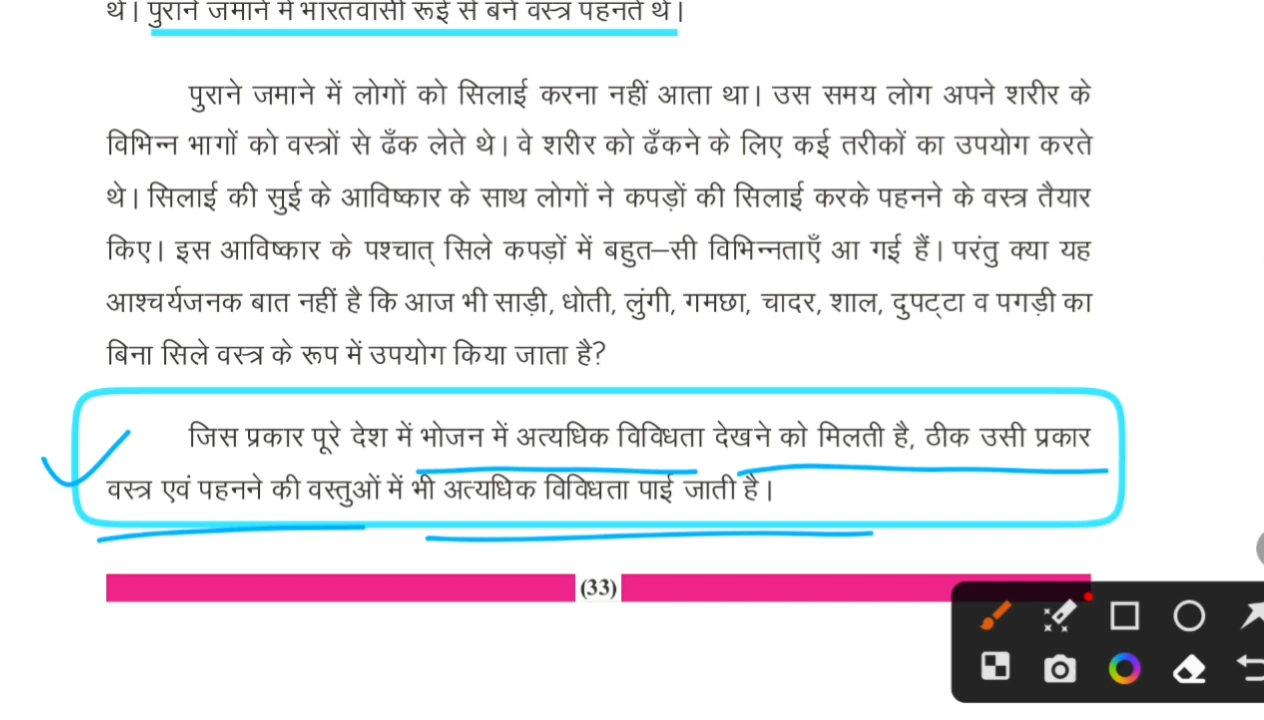 थे। पुराने जमाने में भारतवासी रूई से बने वस्त्र पहनते थे।
पुराने जमाने में लोगों को सिलाई करना नहीं आता था। उस समय लोग अपने शरीर के
विभिन्न भागों को वस्त्रों से ढँक लेते थे। वे शरीर को ढँकने के लिए कई तरीकों का उपयोग करते
थे। सिलाई की सुई के आविष्कार के साथ लोगों ने कपड़ों की सिलाई करके पहनने के वस्त्र तैयार
किए। इस आविष्कार के पश्चात् सिले कपड़ों में बहुत–सी विभिन्नताएँ आ गई हैं। परंतु क्या यह
आश्चर्यजनक बात नहीं है कि आज भी साड़ी, धोती, लुंगी, गमछा, चादर, शाल, दुपट्टा व पगड़ी का
बिना सिले वस्त्र के रूप में उपयोग किया जाता है?
जिस प्रकार पूरे देश में भोजन में अत्यधिक विविधता देखने को मिलती है, ठीक उसी प्रकार
वस्त्र एवं पहनने की वस्तुओं में भी अत्यधिक विविधता पाई जाती है।
(33)